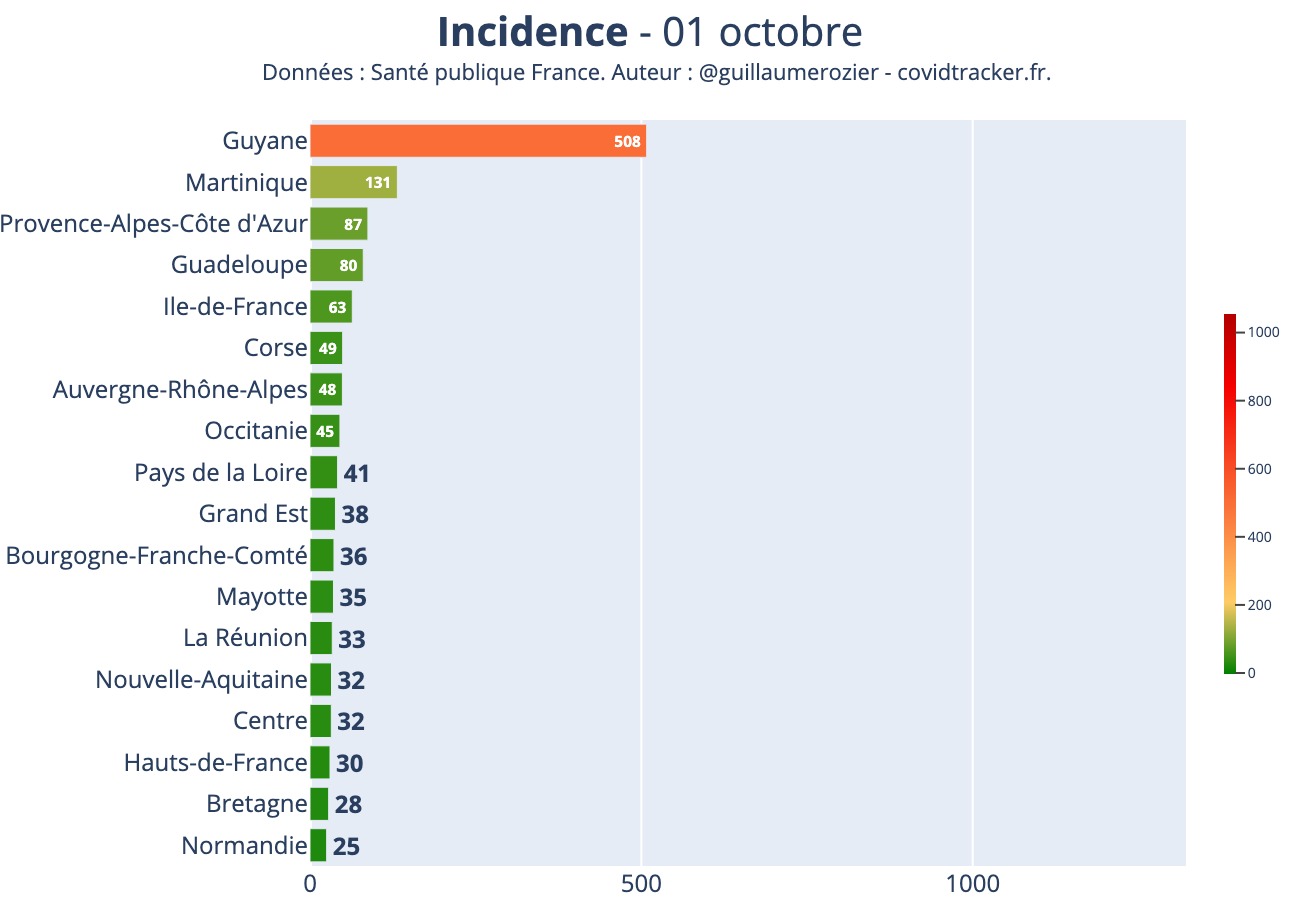 Incidence - 01 octobre
Données : Santé publique France. Auteur : @guillaumerozier - covidtracker.fr.
Guyane 508
Martinique 131
Provence-Alpes-Côte d'Azur 87
Guadeloupe 80
Ile-de-France 63
Corse 49
Auvergne-Rhône-Alpes 48
Occitanie 45
Pays de la Loire 41
Grand Est 38
Bourgogne-Franche-Comté 36
Mayotte 35
La Réunion 33
Nouvelle-Aquitaine 32
Centre 32
Hauts-de-France 30
Bretagne 28
Normandie 25
0 500 1000
1000
800
600
400
200
0